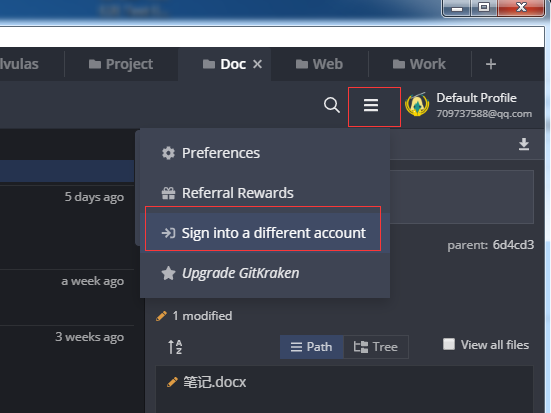 lvulas
Project
Doc
Web
Work
Default Profile
709737588@qq.com
Preferences
5 days ago
Referral Rewards
Sign into a different account
parent: 6d4cd3
a week ago
Upgrade GitKraken
1 modified
3 weeks ago
Path
Tree
View all files
笔记.docx